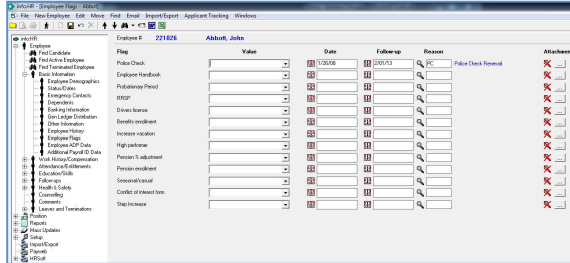 info:HR - [Employee Flags - Abbott]
File New Employee Edit Move Find Email Import/Export Applicant Tracking Windows
info:HR
Employee
Find Candidate
Find Active Employee
Find Terminated Employee
Basic Information
Employee Demographics
Status/Dates
Emergency Contacts
Dependents
Banking Information
Gen Ledger Distribution
Other Information
Employee History
Employee Flags
Employee ADP Data
Additional Payroll ID Data
Work History/Compensation
Attendance/Entitlements
Education/Skills
Follow-ups
Health & Safety
Counselling
Comments
Leaves and Terminations
Position
Reports
Mass Updates
Setup
Import/Export
Payweb
HRSoft
Employee # 221026 Abbott, John
Flag Value Date Follow-up Reason Attachment
Police Check 1/26/08 2/01/13 PC Police Check Renewal
Employee Handbook
Probationary Period
RRSP
Drivers license
Benefits enrollment
Increase vacation
High performer
Pension % adjustment
Pension enrollment
Seasonal/casual
Conflict of interest form
Step Increase